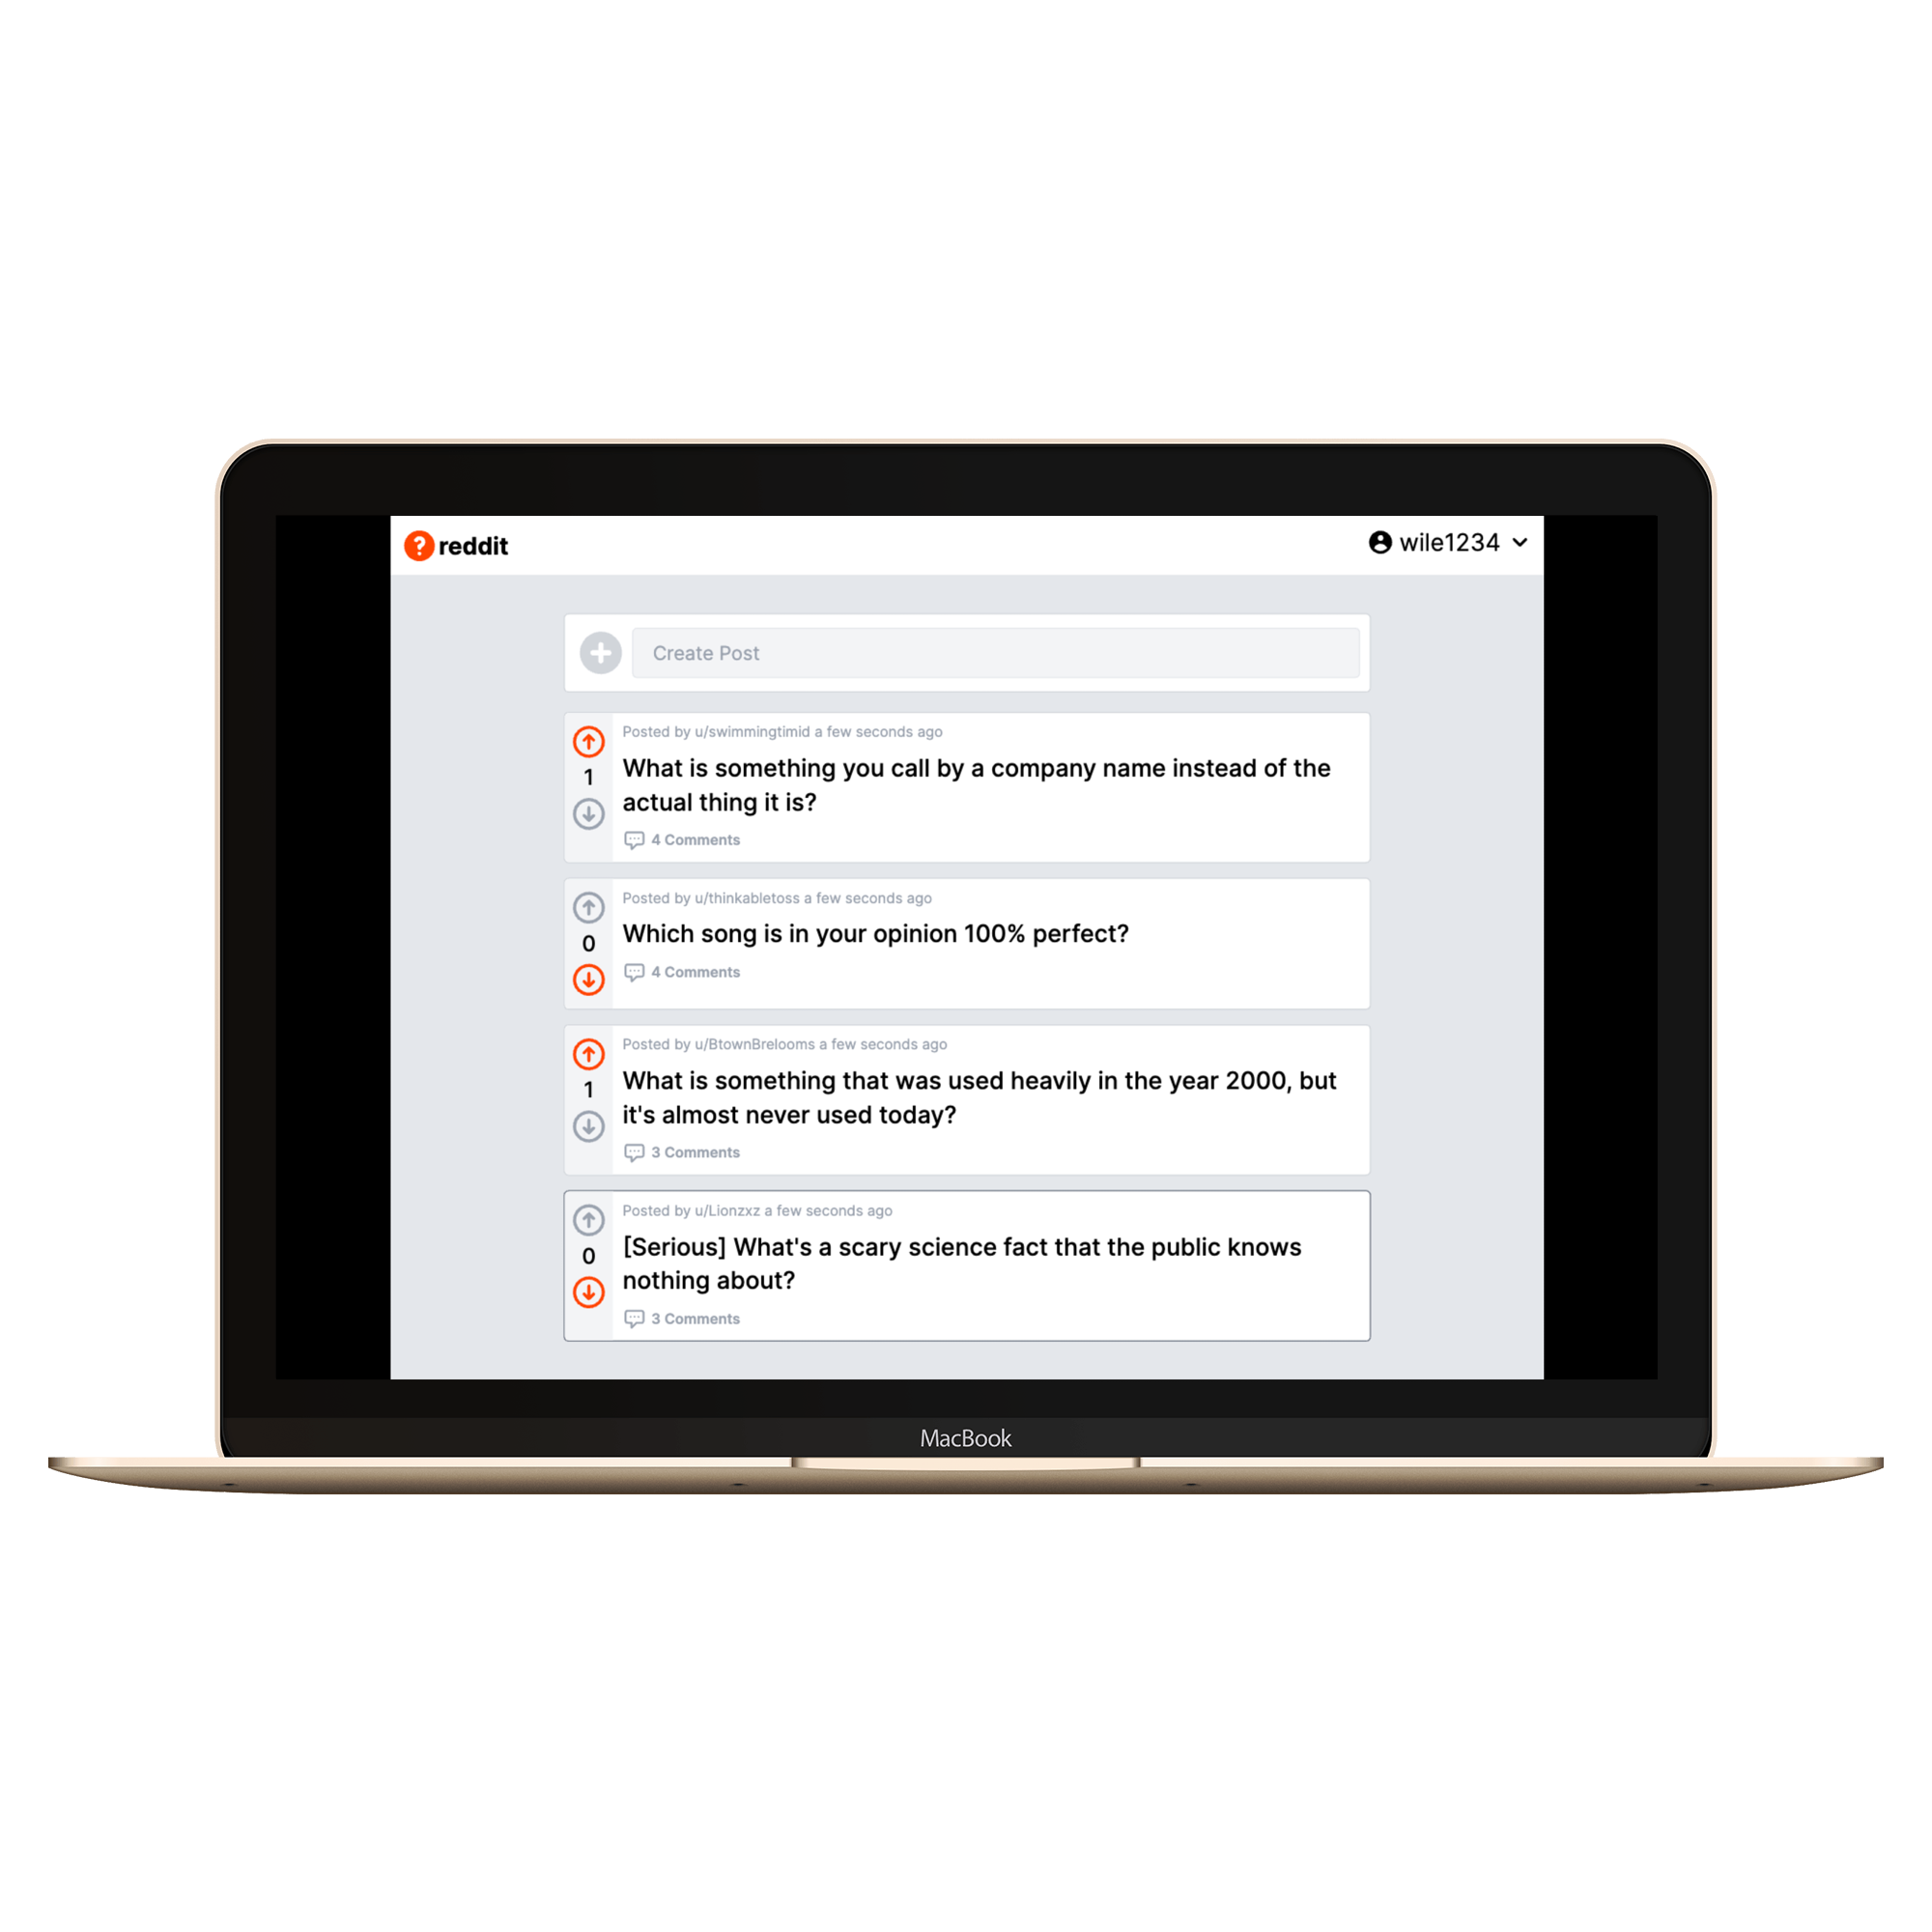 reddit
wile1234
Create Post
Posted by u/swimmingtimid a few seconds ago
1
What is something you call by a company name instead of the
actual thing it is?
4 Comments
Posted by u/thinkabletoss a few seconds ago
0
Which song is in your opinion 100% perfect?
4 Comments
Posted by u/BtownBrelooms a few seconds ago
1
What is something that was used heavily in the year 2000, but
it's almost never used today?
3 Comments
Posted by u/Lionzxz a few seconds ago
0
[Serious] What's a scary science fact that the public knows
nothing about?
3 Comments
MacBook